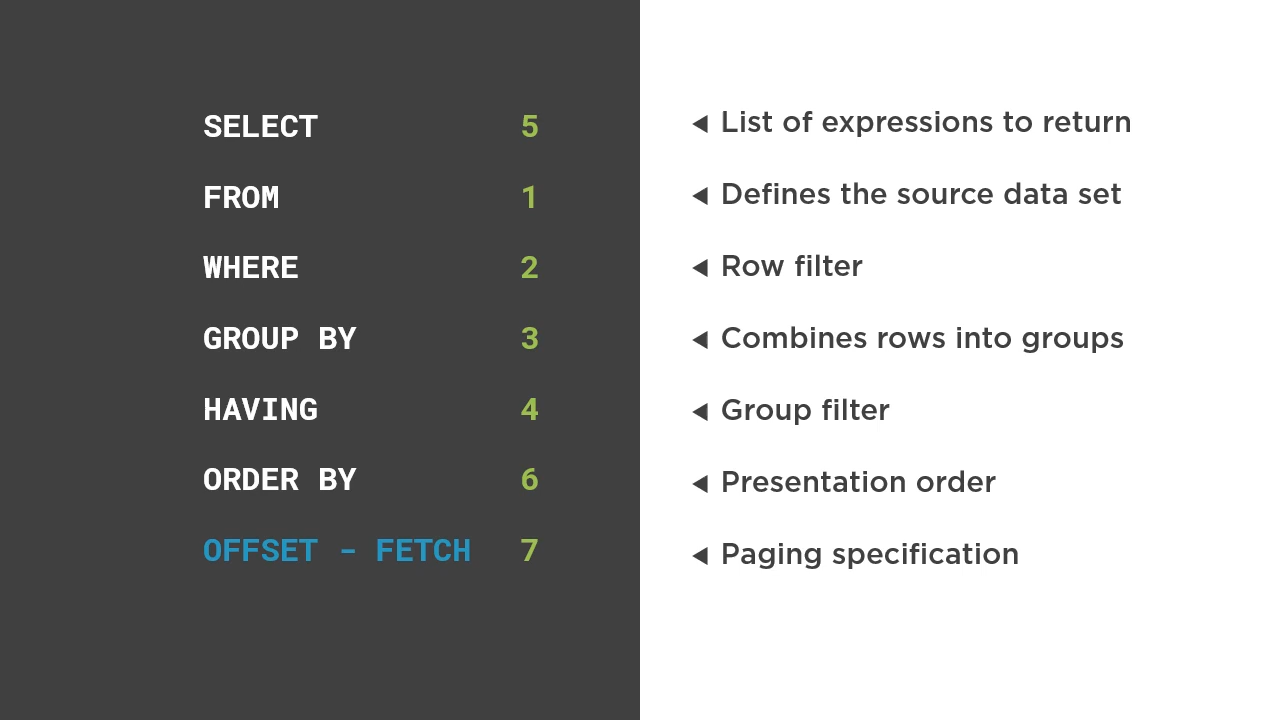 SELECT 5 ◄ List of expressions to return
FROM 1 ◄ Defines the source data set
WHERE 2 ◄ Row filter
GROUP BY 3 ◄ Combines rows into groups
HAVING 4 ◄ Group filter
ORDER BY 6 ◄ Presentation order
OFFSET - FETCH 7 ◄ Paging specification